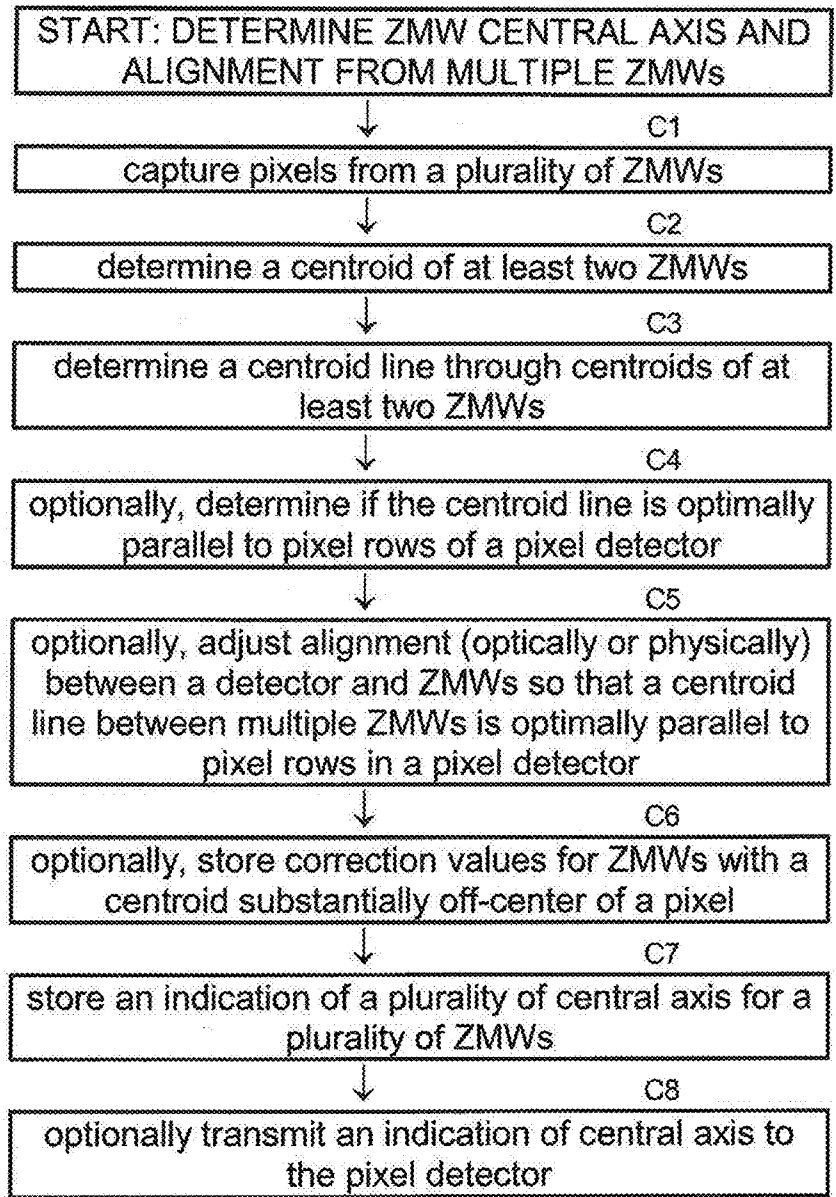 START: DETERMINE ZMW CENTRAL AXIS AND
ALIGNMENT FROM MULTIPLE ZMWs
C1
capture pixels from a plurality of ZMWs
C2
determine a centroid of at least two ZMWs
C3
determine a centroid line through centroids of at
least two ZMWs
C4
optionally, determine if the centroid line is optimally
parallel to pixel rows of a pixel detector
C5
optionally, adjust alignment (optically or physically)
between a detector and ZMWs so that a centroid
line between multiple ZMWs is optimally parallel to
pixel rows in a pixel detector
C6
optionally, store correction values for ZMWs with a
centroid substantially off-center of a pixel
C7
store an indication of a plurality of central axis for a
plurality of ZMWs
C8
optionally transmit an indication of central axis to
the pixel detector